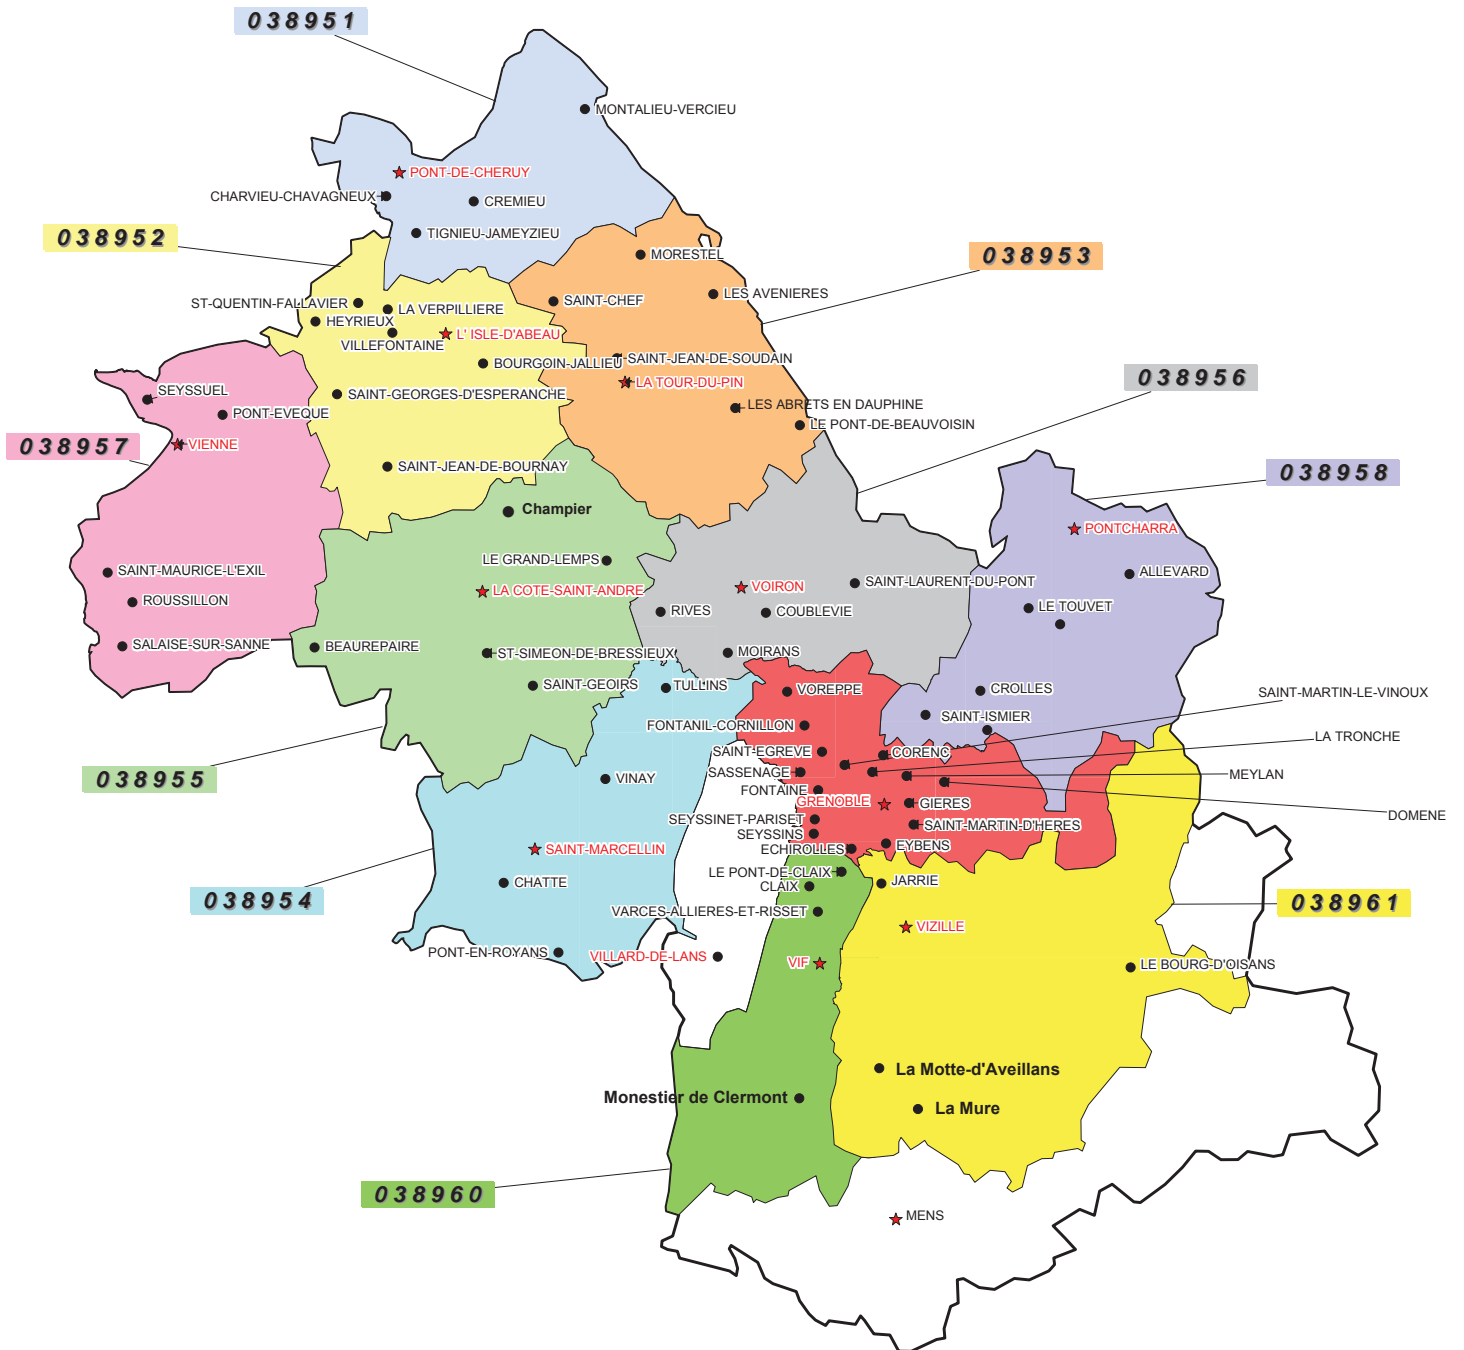 038951
MONTALIEU-VERCIEU
PONT-DE-CHERUY
CHARVIEU-CHAVAGNEUX
CREMIEU
TIGNIEU-JAMEYZIEU
038952
MORESTEL
038953
LES AVENIERES
SAINT-CHEF
ST-QUENTIN-FALLAVIER
LA VERPILLIERE
HEYRIEUX
L' ISLE-D'ABEAU
VILLEFONTAINE
BOURGOIN-JALLIEU
SAINT-JEAN-DE-SOUDAIN
LA TOUR-DU-PIN
038956
SEYSSUEL
SAINT-GEORGES-D'ESPERANCHE
LES ABRETS EN DAUPHINE
PONT-EVEQUE
LE PONT-DE-BEAUVOISIN
038957
VIENNE
SAINT-JEAN-DE-BOURNAY
038958
Champier
PONTCHARRA
LE GRAND-LEMPS
SAINT-MAURICE-L'EXIL
ALLEVARD
SAINT-LAURENT-DU-PONT
LA COTE-SAINT-ANDRE
VOIRON
ROUSSILLON
RIVES
COUBLEVIE
LE TOUVET
SALAISE-SUR-SANNE
BEAUREPAIRE
ST-SIMEON-DE-BRESSIEUX
MOIRANS
SAINT-GEOIRS
TULLINS
VOREPPE
CROLLES
SAINT-MARTIN-LE-VINOUX
SAINT-ISMIER
FONTANIL-CORNILLON
LA TRONCHE
SAINT-EGREVE
CORENC
SASSENAGE
MEYLAN
038955
VINAY
FONTAINE
GRENOBLE
GIERES
DOMENE
SEYSSINET-PARISET
SAINT-MARTIN-D'HERES
SEYSSINS
ECHIROLLES
EYBENS
SAINT-MARCELLIN
LE PONT-DE-CLAIX
CHATTE
CLAIX
JARRIE
038954
038961
VARCES-ALLIERES-ET-RISSET
VIZILLE
PONT-EN-ROYANS
VILLARD-DE-LANS
VIF
LE BOURG-D'OISANS
La Motte-d'Aveillans
Monestier de Clermont
La Mure
038960
MENS